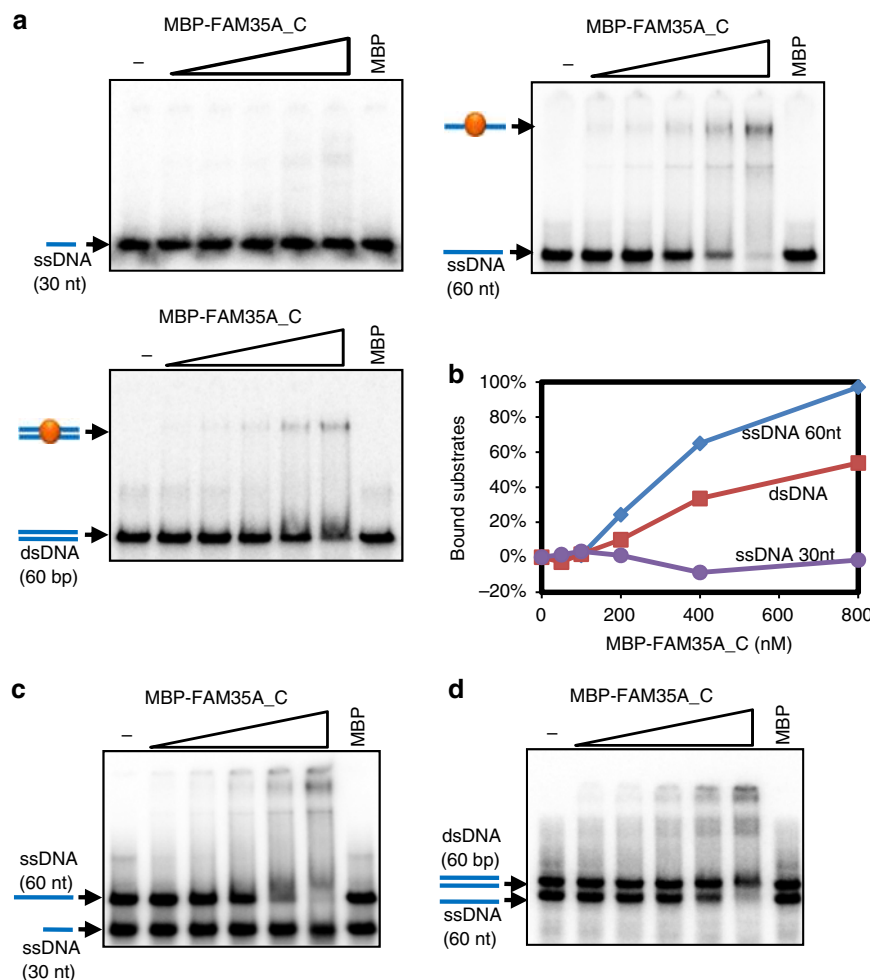 a
MBP-FAM35A_C
–
MBP
ssDNA
(30 nt)
MBP-FAM35A_C
–
MBP
ssDNA
(60 nt)
MBP-FAM35A_C
–
MBP
dsDNA
(60 bp)
b
100%
80%
60%
40%
20%
0%
–20%
Bound substrates
ssDNA 60nt
dsDNA
ssDNA 30nt
0
200
400
600
800
MBP-FAM35A_C (nM)
c
MBP-FAM35A_C
–
MBP
ssDNA
(60 nt)
ssDNA
(30 nt)
d
MBP-FAM35A_C
–
MBP
dsDNA
(60 bp)
ssDNA
(60 nt)